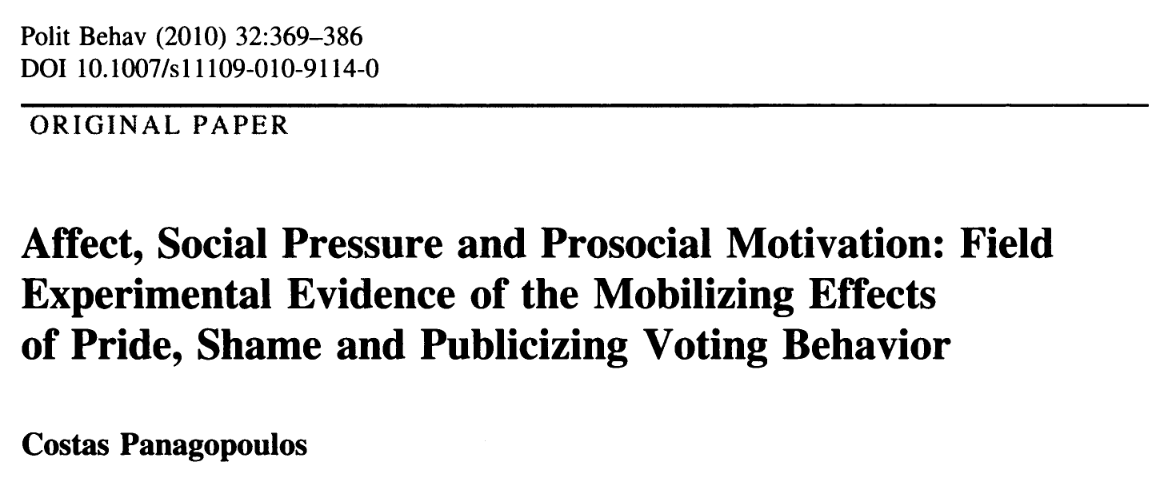 Polit Behav (2010) 32:369–386
DOI 10.1007/s11109-010-9114-0
ORIGINAL PAPER
Affect, Social Pressure and Prosocial Motivation: Field
Experimental Evidence of the Mobilizing Effects
of Pride, Shame and Publicizing Voting Behavior
Costas Panagopoulos